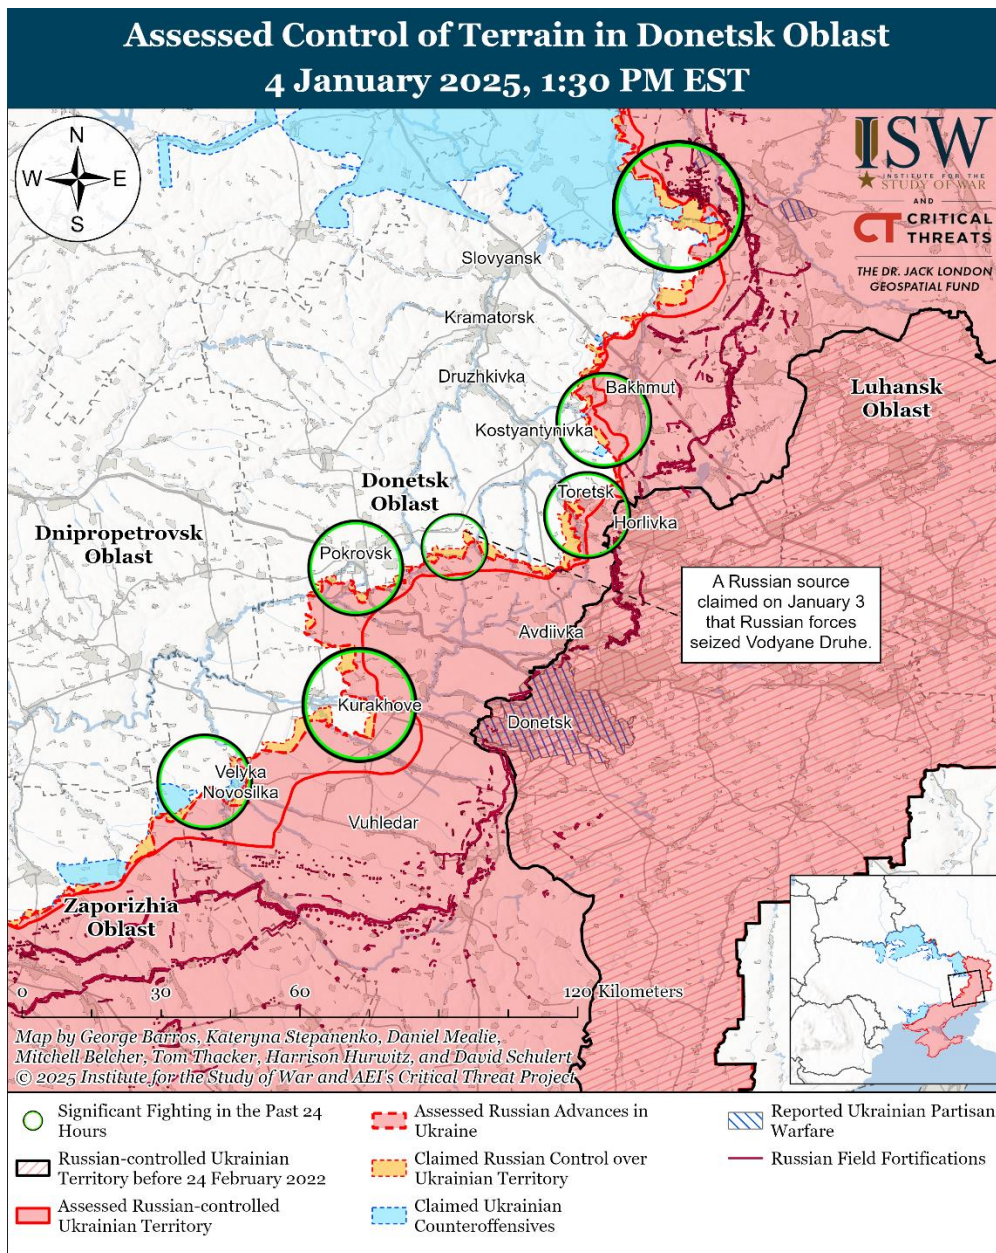 Assessed Control of Terrain in Donetsk Oblast
4 January 2025, 1:30 PM EST
N
W
E
S
ISW
INSTITUTE FOR THE
STUDY OF WAR
AND
CT CRITICAL
THREATS
THE DR. JACK LONDON
GEOSPATIAL FUND
Slovyansk
Kramatorsk
Druzhkivka
Bakhmut
Luhansk
Oblast
Kostyantynivka
Donetsk
Oblast
Toretsk
Horlivka
Dnipropetrovsk
Oblast
Pokrovsk
A Russian source
claimed on January 3
that Russian forces
seized Vodyane Druhe.
Avdiivka
Kurakhove
Donetsk
Velyka
Novosilka
Vuhledar
Zaporizhia
Oblast
0
30
60
120 Kilometers
Map by George Barros, Kateryna Stepanenko, Daniel Mealie,
Mitchell Belcher, Tom Thacker, Harrison Hurwitz, and David Schulert
© 2025 Institute for the Study of War and AEI's Critical Threat Project
Significant Fighting in the Past 24
Hours
Russian-controlled Ukrainian
Territory before 24 February 2022
Assessed Russian-controlled
Ukrainian Territory
Assessed Russian Advances in
Ukraine
Claimed Russian Control over
Ukrainian Territory
Claimed Ukrainian
Counteroffensives
Reported Ukrainian Partisan
Warfare
Russian Field Fortifications